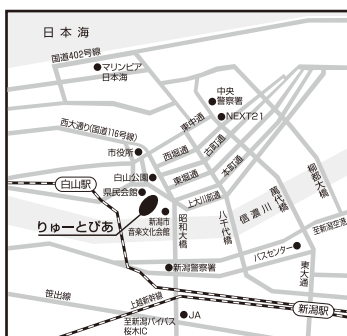 日本海
国道402号線
マリンピア
日本海
中央
警察署
NEXT21
西大通り(国道116号線)
東中通
西堀通
古町通
本町通
東堀通
上大川前通
市役所
白山公園
県民会館
白山駅
りゅーとぴあ
新潟市
音楽文化会館
昭和大橋
八千代橋
信濃川
萬代橋
柳都大橋
至新潟空港
バスセンター
東大通
新潟警察署
笹出線
上越新幹線
新潟駅
至新潟バイパス
桜木IC
JA